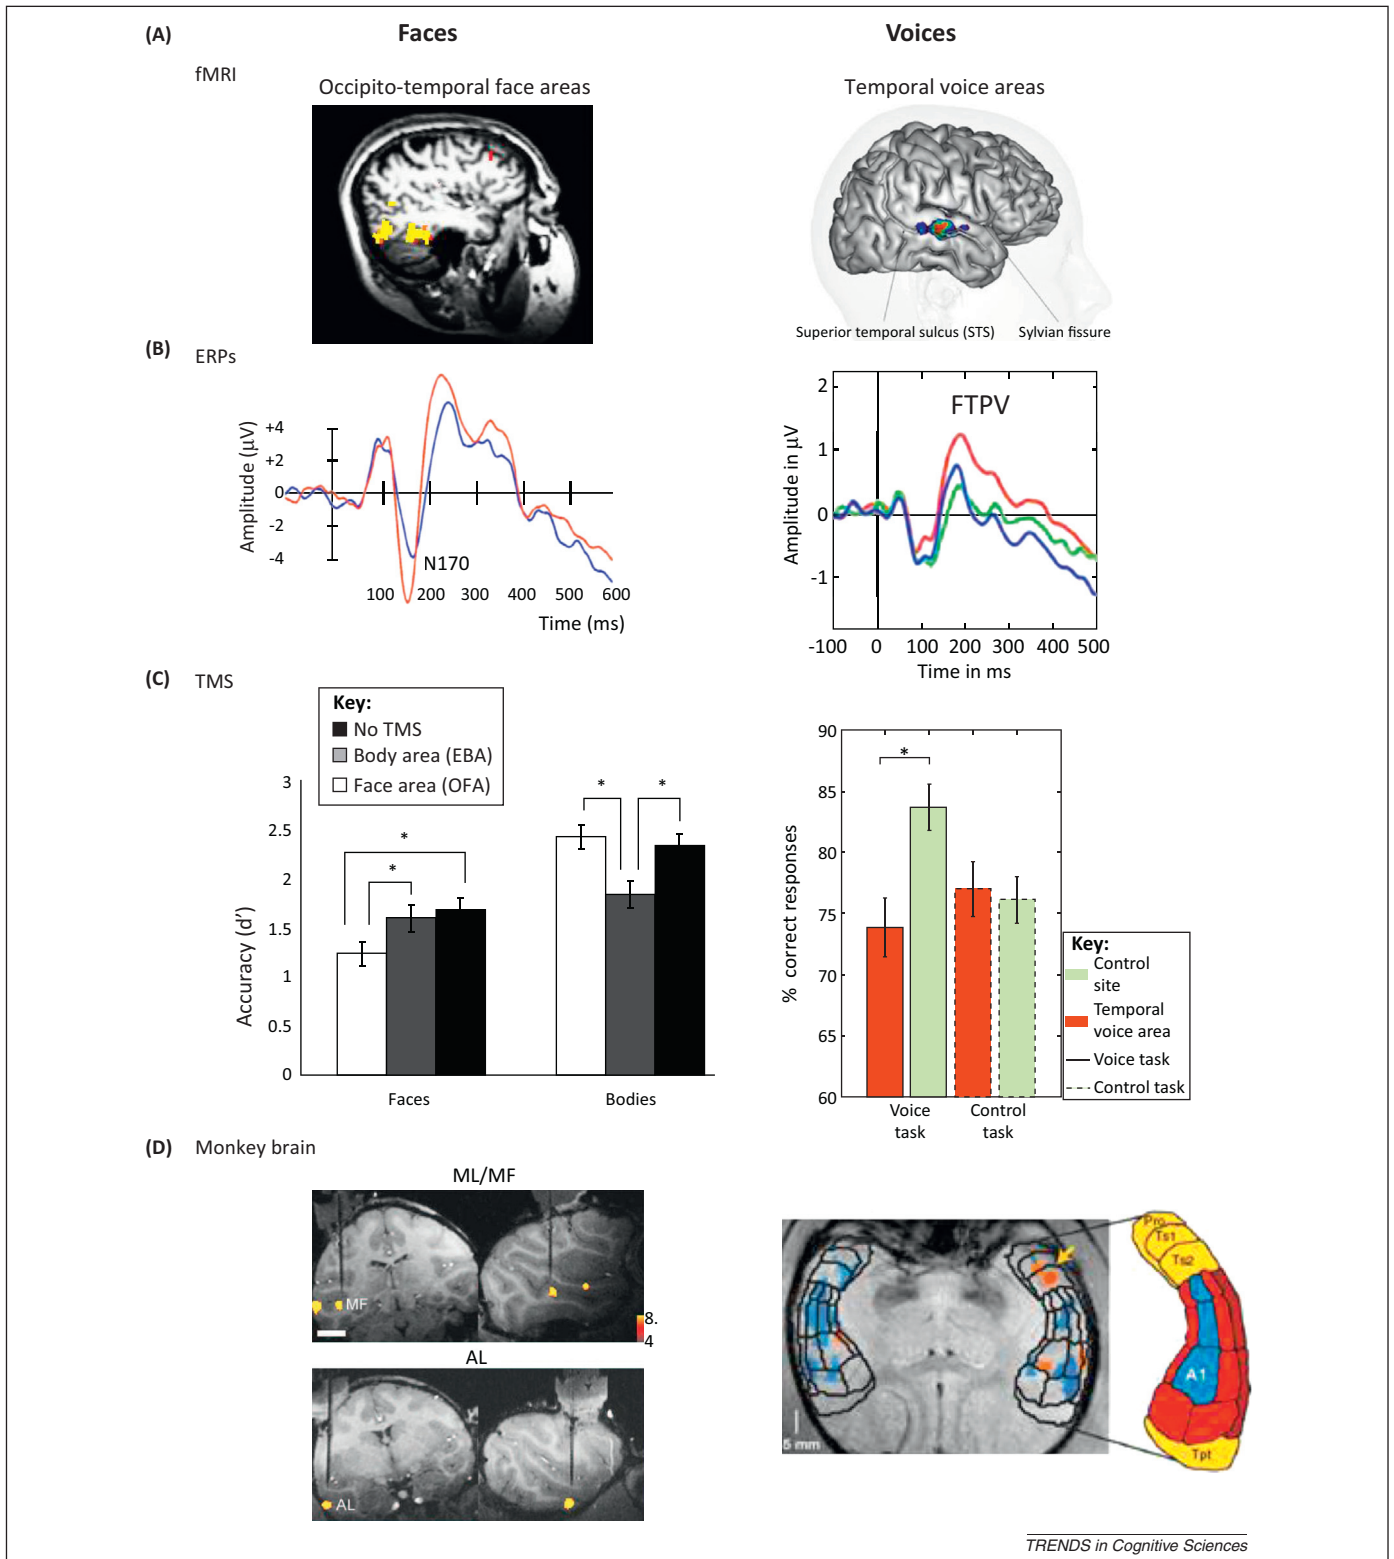 (A)
Faces
Voices
fMRI
Occipito-temporal face areas
Temporal voice areas
Superior temporal sulcus (STS)
Sylvian fissure
(B)
ERPs
Amplitude (μV)
+4
+2
0
-2
-4
N170
100 200 300 400 500 600
Time (ms)
FTPV
Amplitude in μV
2
1
0
-1
-100 0 100 200 300 400 500
Time in ms
(C)
TMS
Key:
No TMS
Body area (EBA)
Face area (OFA)
Accuracy (d')
3
2.5
2
1.5
1
0.5
0
*
*
*
*
Faces
Bodies
% correct responses
90
85
80
75
70
65
60
*
Voice
task
Control
task
Key:
Control
site
Temporal
voice area
Voice task
Control task
(D)
Monkey brain
ML/MF
MF
8.
4
AL
AL
5 mm
Pro
Ts1
Ts2
A1
Tpt
TRENDS in Cognitive Sciences